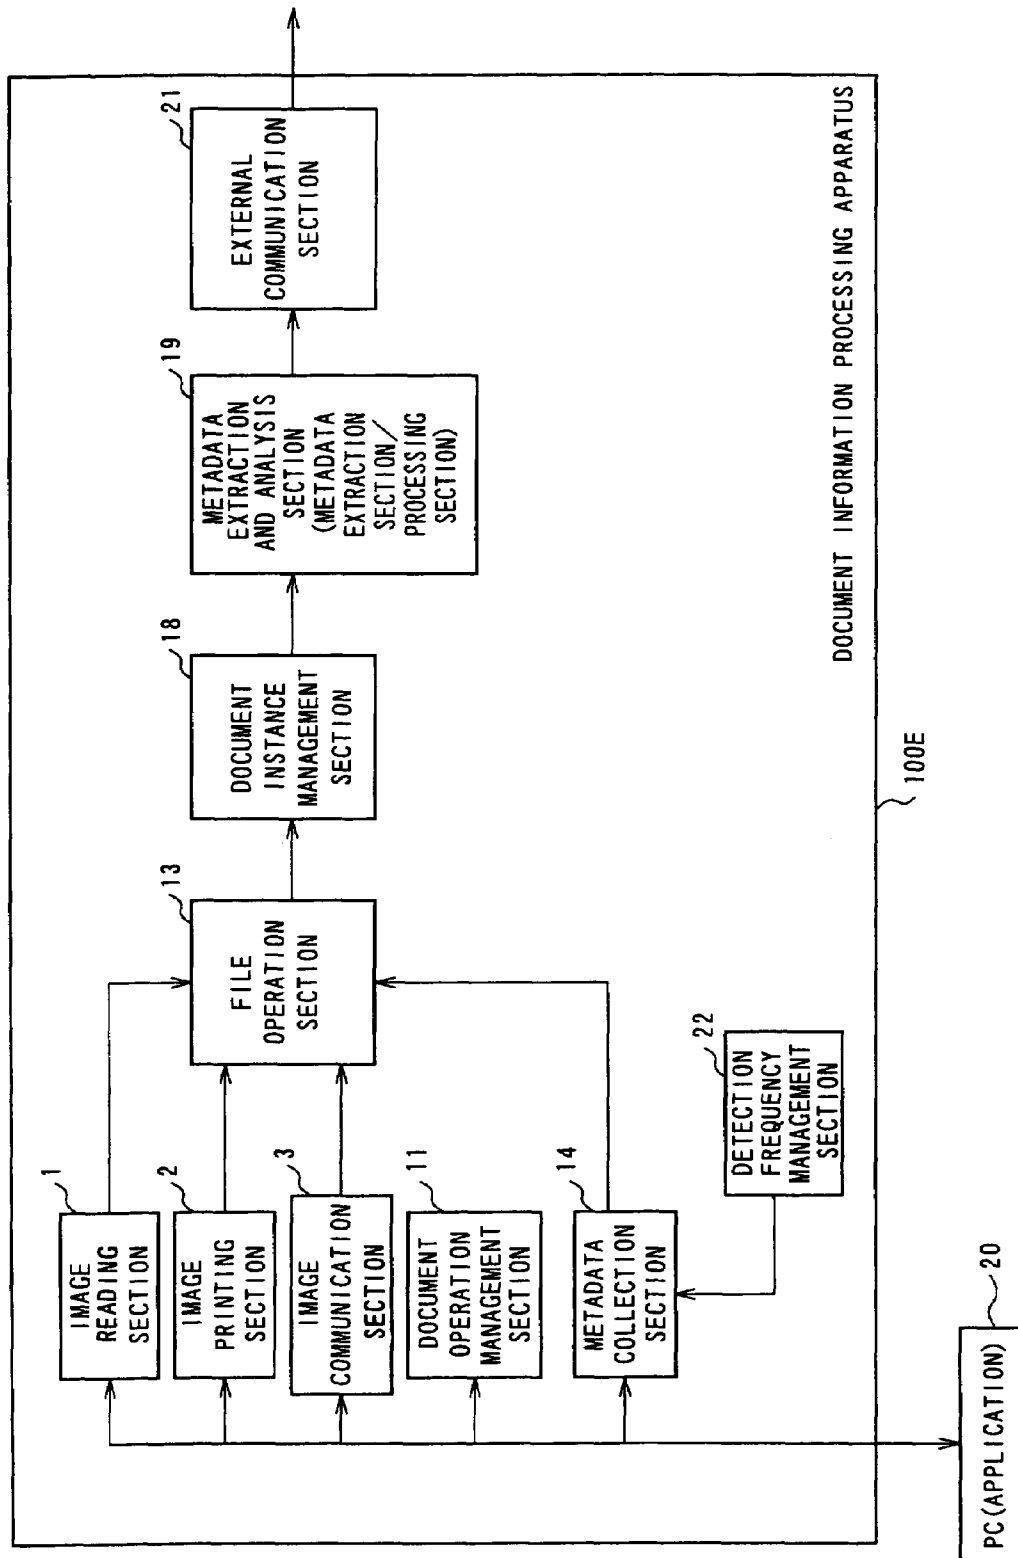 1
IMAGE
READING
SECTION
2
IMAGE
PRINTING
SECTION
3
IMAGE
COMMUNICATION
SECTION
11
DOCUMENT
OPERATION
MANAGEMENT
SECTION
14
METADATA
COLLECTION
SECTION
22
DETECTION
FREQUENCY
MANAGEMENT
SECTION
13
FILE
OPERATION
SECTION
18
DOCUMENT
INSTANCE
MANAGEMENT
SECTION
19
METADATA
EXTRACTION
AND ANALYSIS
SECTION
(METADATA
EXTRACTION
SECTION/
PROCESSING
SECTION)
21
EXTERNAL
COMMUNICATION
SECTION
DOCUMENT INFORMATION PROCESSING APPARATUS
100E
20
PC(APPLICATION)